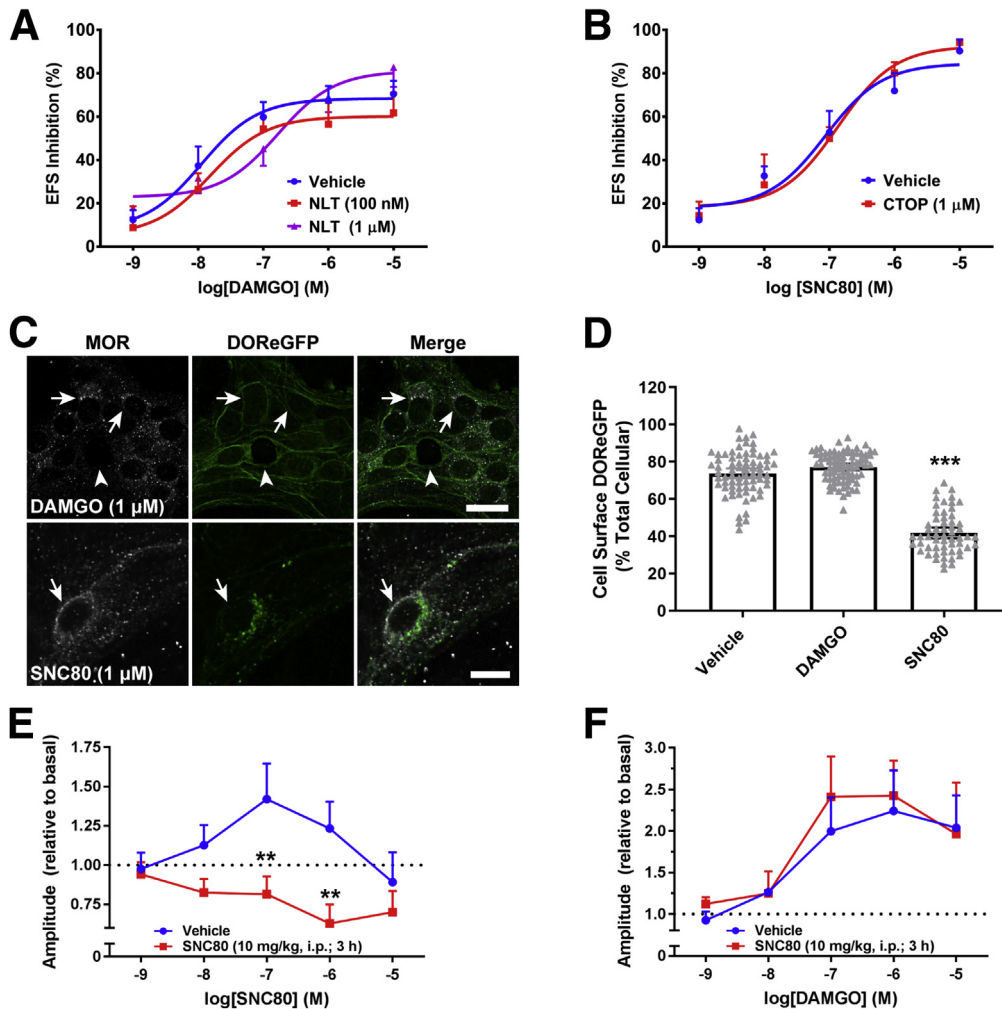 A
EFS Inhibition (%)
100
80
60
40
20
0
Vehicle
NLT (100 nM)
NLT (1 μM)
-9 -8 -7 -6 -5
log[DAMGO] (M)
B
EFS Inhibition (%)
100
80
60
40
20
0
Vehicle
CTOP (1 μM)
-9 -8 -7 -6 -5
log [SNC80] (M)
C
MOR DOReGFP Merge
DAMGO (1 μM)
SNC80 (1 μM)
D
Cell Surface DOReGFP
(% Total Cellular)
120
100
80
60
40
20
0
***
Vehicle DAMGO SNC80
E
Amplitude (relative to basal)
1.75
1.50
1.25
1.00
0.75
0
**
**
Vehicle
SNC80 (10 mg/kg, i.p.; 3 h)
-9 -8 -7 -6 -5
log[SNC80] (M)
F
Amplitude (relative to basal)
3.0
2.5
2.0
1.5
1.0
0
Vehicle
SNC80 (10 mg/kg, i.p.; 3 h)
-9 -8 -7 -6 -5
log[DAMGO] (M)